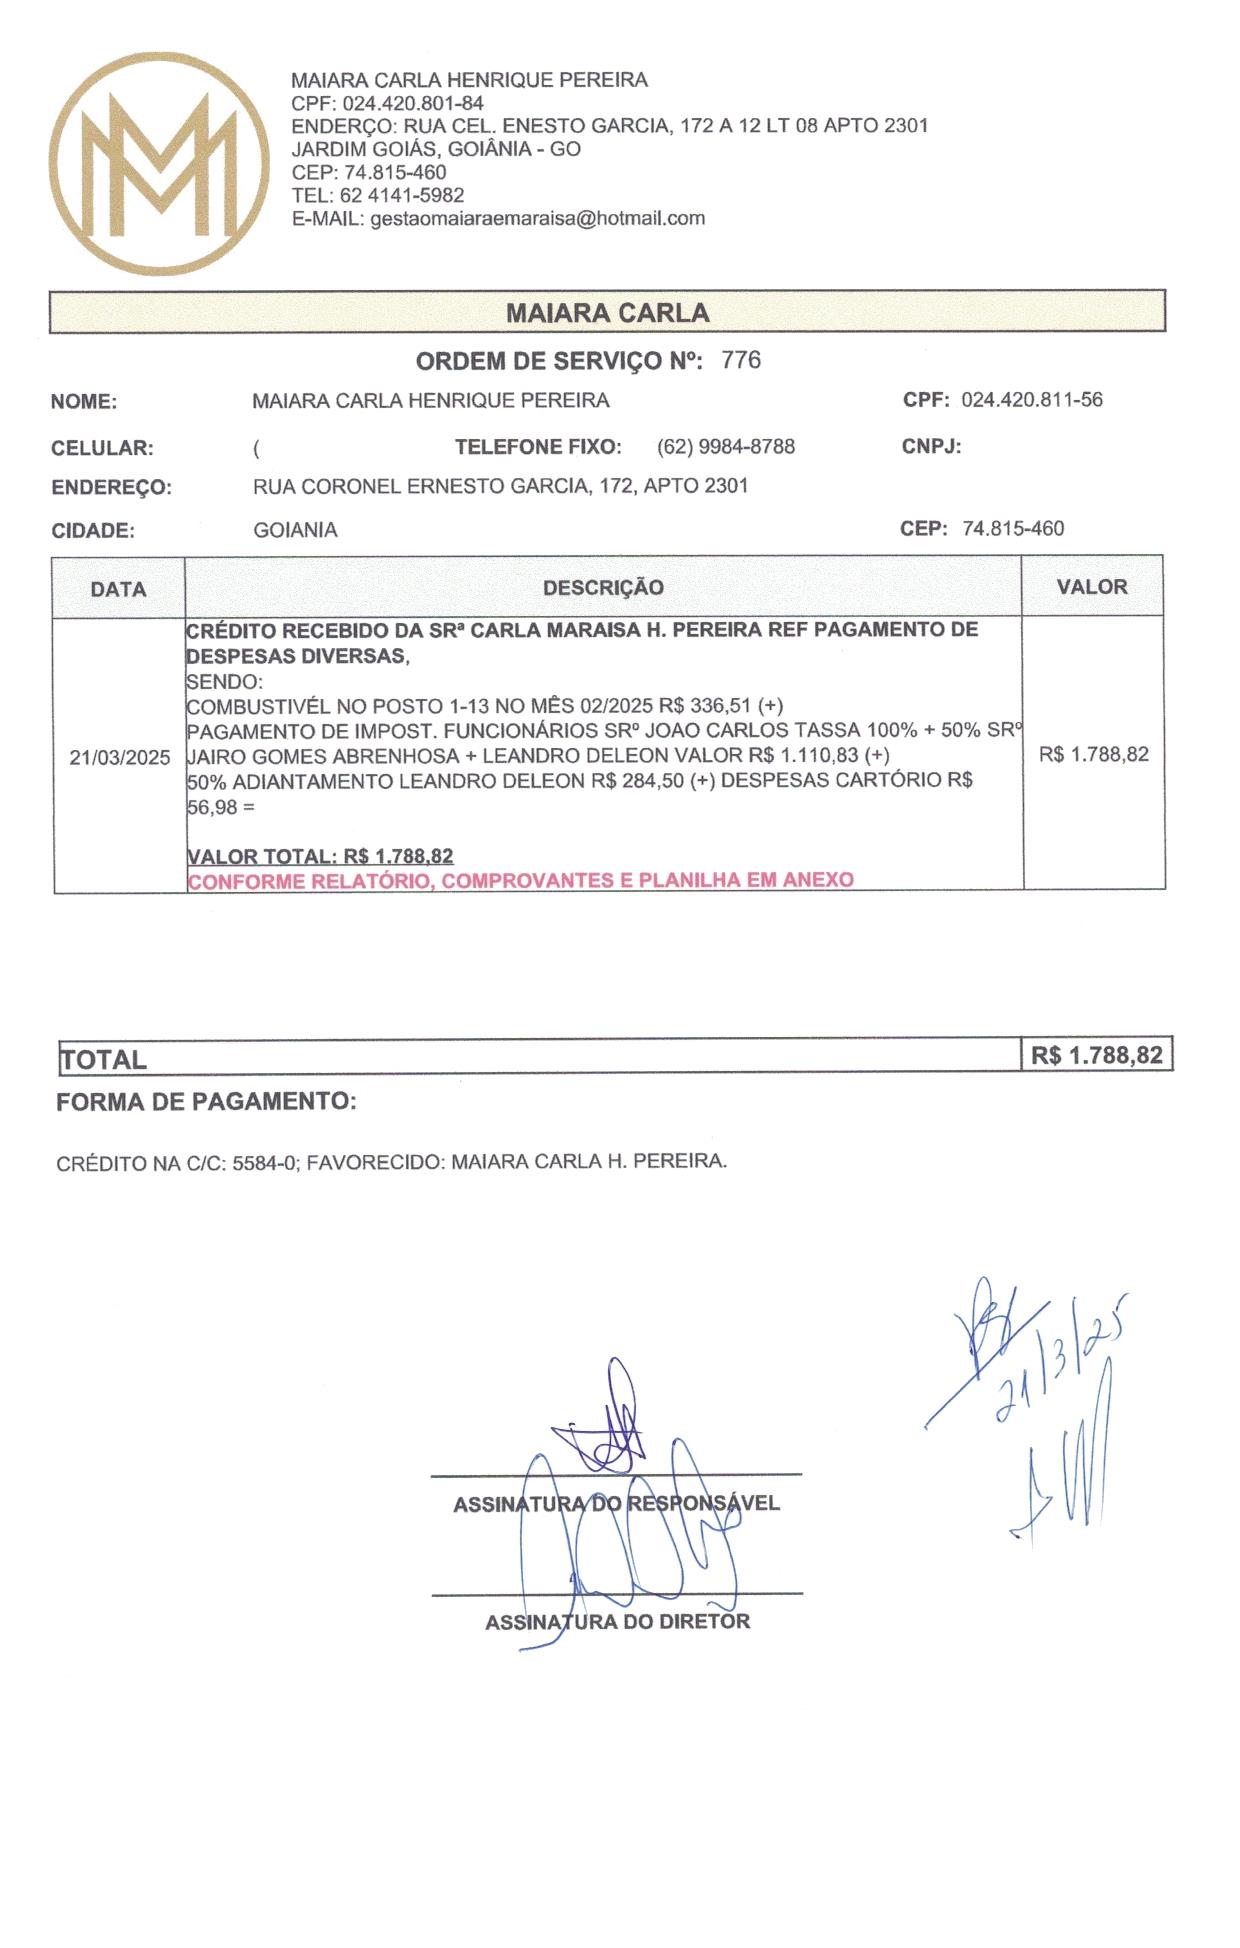 MAIARA CARLA HENRIQUE PEREIRA
CPF: 024.420.801-84
ENDERÇO: RUA CEL. ENESTO GARCIA, 172 A 12 LT 08 APTO 2301
JARDIM GOIÁS, GOIÂNIA - GO
CEP: 74.815-460
TEL: 62 4141-5982
E-MAIL: gestaomaiaraemaraisa@hotmail.com
MAIARA CARLA
ORDEM DE SERVIÇO Nº: 776
NOME: MAIARA CARLA HENRIQUE PEREIRA CPF: 024.420.811-56
CELULAR: ( TELEFONE FIXO: (62) 9984-8788 CNPJ:
ENDEREÇO: RUA CORONEL ERNESTO GARCIA, 172, APTO 2301
CIDADE: GOIANIA CEP: 74.815-460
DATA DESCRIÇÃO VALOR
CRÉDITO RECEBIDO DA SRª CARLA MARAISA H. PEREIRA REF PAGAMENTO DE
DESPESAS DIVERSAS,
SENDO:
COMBUSTIVÉL NO POSTO 1-13 NO MÊS 02/2025 R$ 336,51 (+)
PAGAMENTO DE IMPOST. FUNCIONÁRIOS SRº JOAO CARLOS TASSA 100% + 50% SRº
21/03/2025 JAIRO GOMES ABRENHOSA + LEANDRO DELEON VALOR R$ 1.110,83 (+) R$ 1.788,82
50% ADIANTAMENTO LEANDRO DELEON R$ 284,50 (+) DESPESAS CARTÓRIO R$
56,98 =
VALOR TOTAL: R$ 1.788,82
CONFORME RELATÓRIO, COMPROVANTES E PLANILHA EM ANEXO
TOTAL R$ 1.788,82
FORMA DE PAGAMENTO:
CRÉDITO NA C/C: 5584-0; FAVORECIDO: MAIARA CARLA H. PEREIRA.
21/3/25
ASSINATURA DO RESPONSÁVEL
ASSINATURA DO DIRETOR